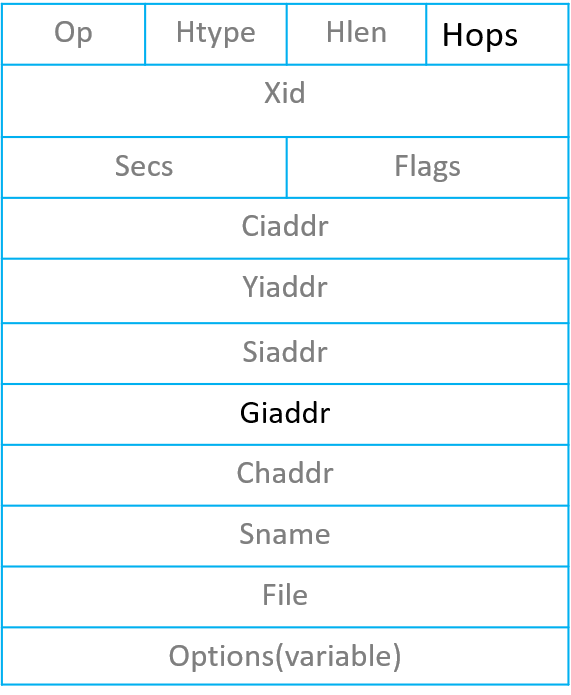 Op Htype Hlen Hops
Xid
Secs Flags
Ciaddr
Yiaddr
Siaddr
Giaddr
Chaddr
Sname
File
Options(variable)